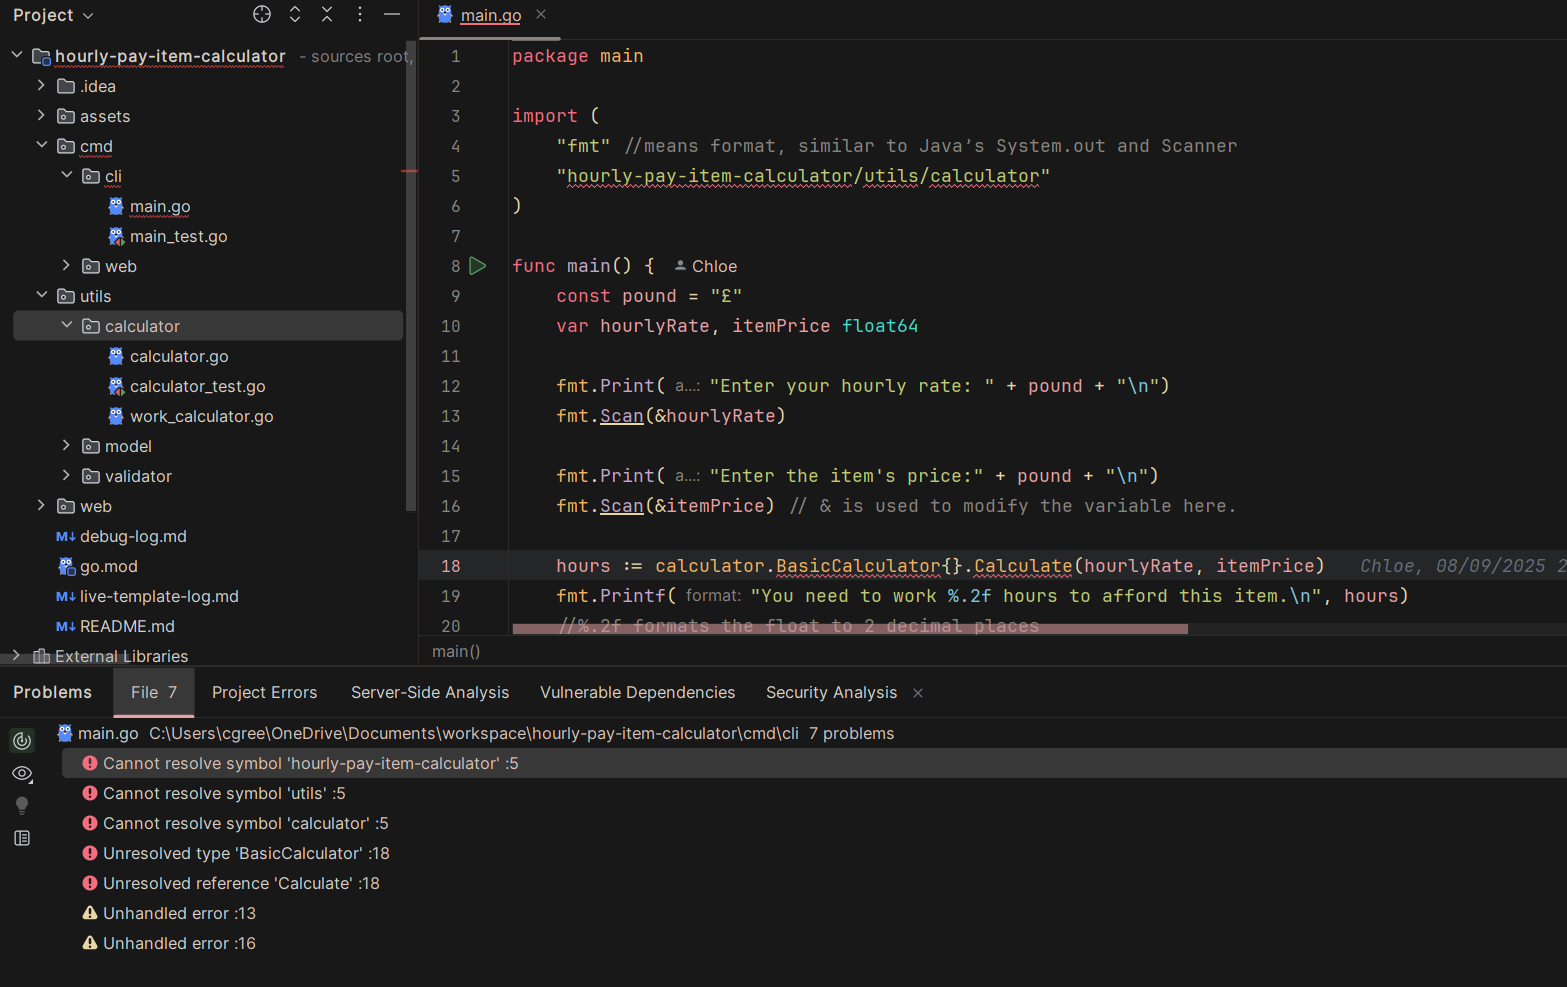 Project
main.go
hourly-pay-item-calculator - sources root,
.idea
assets
cmd
cli
main.go
main_test.go
web
utils
calculator
calculator.go
calculator_test.go
work_calculator.go
model
validator
web
debug-log.md
go.mod
live-template-log.md
README.md
External Libraries
1 package main
2
3 import (
4 "fmt" //means format, similar to Java's System.out and Scanner
5 "hourly-pay-item-calculator/utils/calculator"
6 )
7
8 func main() { Chloe
9 const pound = "£"
10 var hourlyRate, itemPrice float64
11
12 fmt.Print( a...: "Enter your hourly rate: " + pound + "\n")
13 fmt.Scan(&hourlyRate)
14
15 fmt.Print( a...: "Enter the item's price:" + pound + "\n")
16 fmt.Scan(&itemPrice) // & is used to modify the variable here.
17
18 hours := calculator.BasicCalculator{}.Calculate(hourlyRate, itemPrice) Chloe, 08/09/2025 2
19 fmt.Printf( format: "You need to work %.2f hours to afford this item.\n", hours)
20 //%.2f formats the float to 2 decimal places
main()
Problems File 7 Project Errors Server-Side Analysis Vulnerable Dependencies Security Analysis
main.go C:\Users\cgree\OneDrive\Documents\workspace\hourly-pay-item-calculator\cmd\cli 7 problems
Cannot resolve symbol 'hourly-pay-item-calculator' :5
Cannot resolve symbol 'utils' :5
Cannot resolve symbol 'calculator' :5
Unresolved type 'BasicCalculator' :18
Unresolved reference 'Calculate' :18
Unhandled error :13
Unhandled error :16